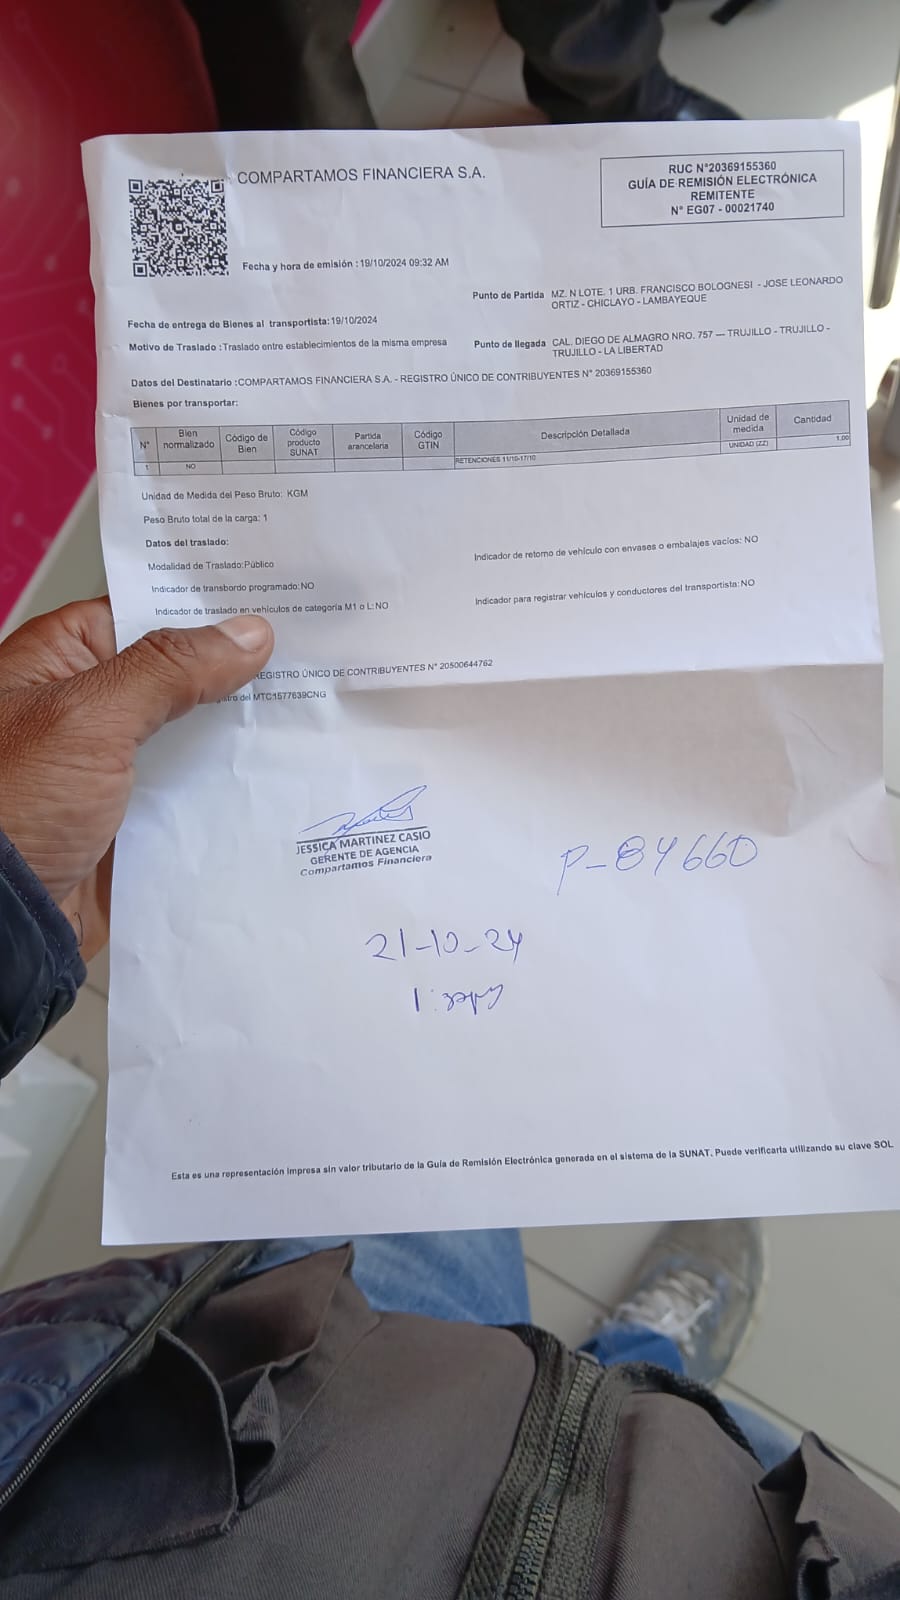 COMPARTAMOS FINANCIERA S.A.
RUC N°20369155360
GUÍA DE REMISIÓN ELECTRÓNICA
REMITENTE
N° EG07 - 00021740
Fecha y hora de emisión : 19/10/2024 09:32 AM
Punto de Partida MZ. N LOTE. 1 URB. FRANCISCO BOLOGNESI - JOSE LEONARDO
ORTIZ - CHICLAYO - LAMBAYEQUE
Fecha de entrega de Bienes al transportista: 19/10/2024
Motivo de Traslado : Traslado entre establecimientos de la misma empresa
Punto de llegada CAL. DIEGO DE ALMAGRO NRO. 757 --- TRUJILLO - TRUJILLO -
TRUJILLO - LA LIBERTAD
Datos del Destinatario : COMPARTAMOS FINANCIERA S.A. - REGISTRO ÚNICO DE CONTRIBUYENTES N° 20369155360
Bienes por transportar:
N° Bien normalizado Código de Bien Código producto SUNAT Partida arancelaria Código GTIN Descripción Detallada Unidad de medida Cantidad
1 NO RETENCIONES 11/10-17/10 UNIDAD (ZZ) 1.00
Unidad de Medida del Peso Bruto: KGM
Peso Bruto total de la carga: 1
Datos del traslado:
Modalidad de Traslado: Público
Indicador de retorno de vehículo con envases o embalajes vacíos: NO
Indicador de transbordo programado: NO
Indicador de traslado en vehículos de categoría M1 o L: NO
Indicador para registrar vehículos y conductores del transportista: NO
REGISTRO ÚNICO DE CONTRIBUYENTES N° 20500644762
del MTC1577639CNG
JESSICA MARTINEZ CASIO
GERENTE DE AGENCIA
Compartamos Financiera
P-84660
21-10-24
Esta es una representación impresa sin valor tributario de la Guía de Remisión Electrónica generada en el sistema de la SUNAT. Puede verificarla utilizando su clave SOL